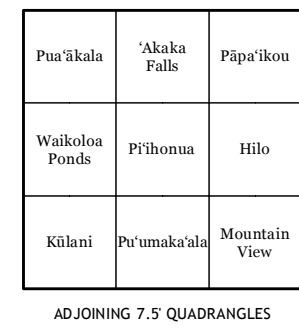 Pua‘ākala
‘Akaka
Falls
Pāpa‘ikou
Waikoloa
Ponds
Pi‘ihonua
Hilo
Kūlani
Pu‘umaka‘ala
Mountain
View
ADJOINING 7.5' QUADRANGLES